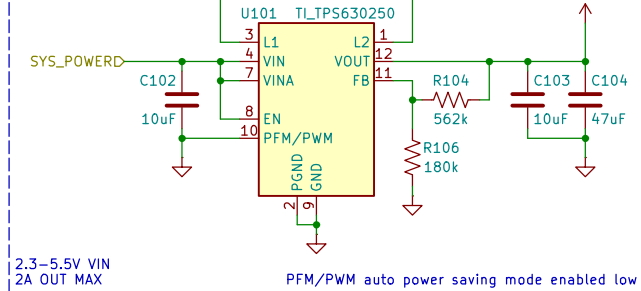 U101 TI_TPS630250
3 L1 L2 1
SYS_POWER 4 VIN VOUT 12
7 VINA FB 11
C102 10uF
R104 562k
C103 10uF
C104 47uF
8 EN
10 PFM/PWM
R106 180k
PGND GND
2 9
2.3-5.5V VIN
2A OUT MAX
PFM/PWM auto power saving mode enabled low